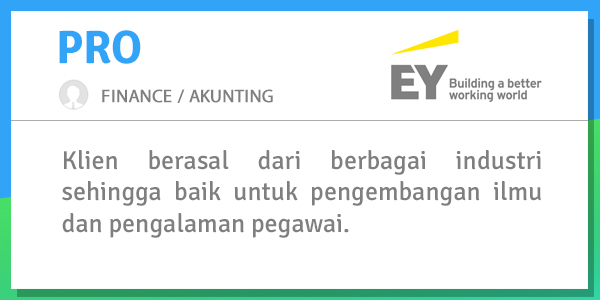 PRO
FINANCE / AKUNTING
EY Building a better
working world
Klien berasal dari berbagai industri
sehingga baik untuk pengembangan ilmu
dan pengalaman pegawai.